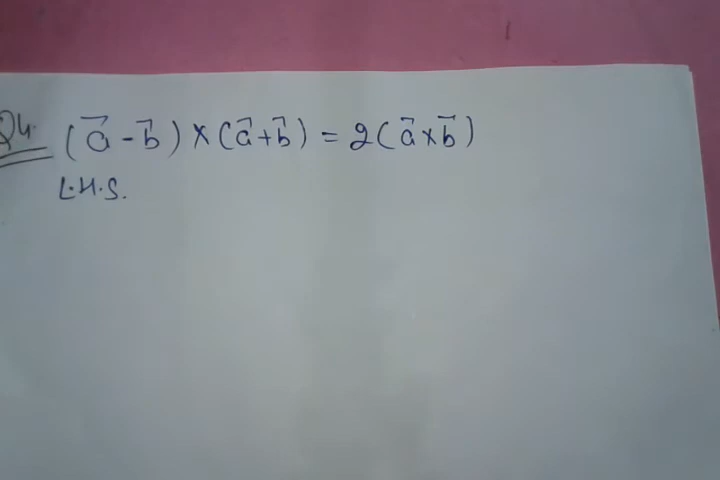 Q4. (a⃗ - b⃗) × (a⃗ + b⃗) = 2(a⃗ × b⃗)
L.H.S.